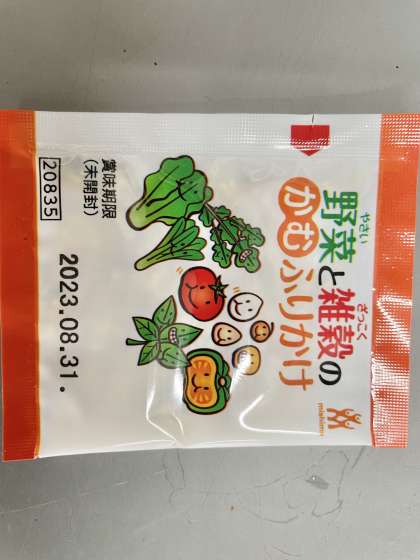 やさい
野菜と雑穀の
ざっこく
かむふりかけ
mishima
賞味期限
(未開封)
20835
2023.08.31.